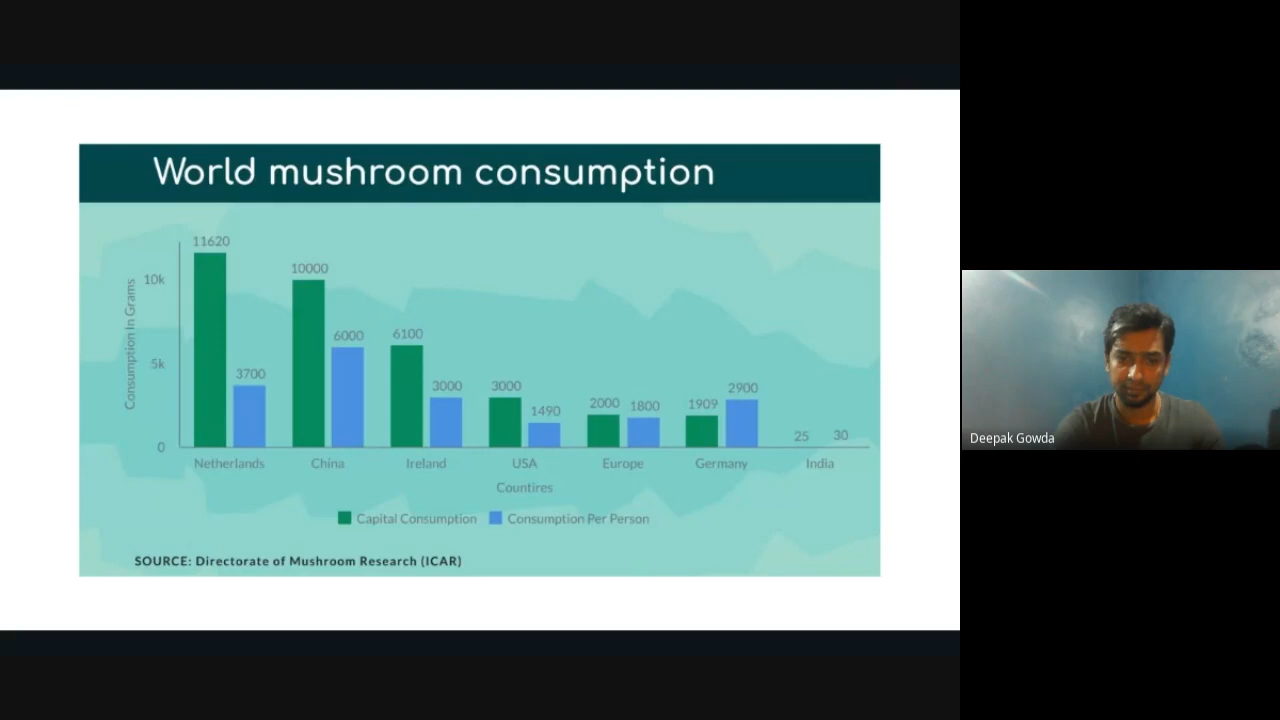 World mushroom consumption
11620
10000
10k
6000
6100
5k
3700
3000
3000
1490
2000
1800
1909
2900
25
30
0
Consumption In Grams
Netherlands
China
Ireland
USA
Europe
Germany
India
Countires
Capital Consumption
Consumption Per Person
SOURCE: Directorate of Mushroom Research (ICAR)
Deepak Gowda